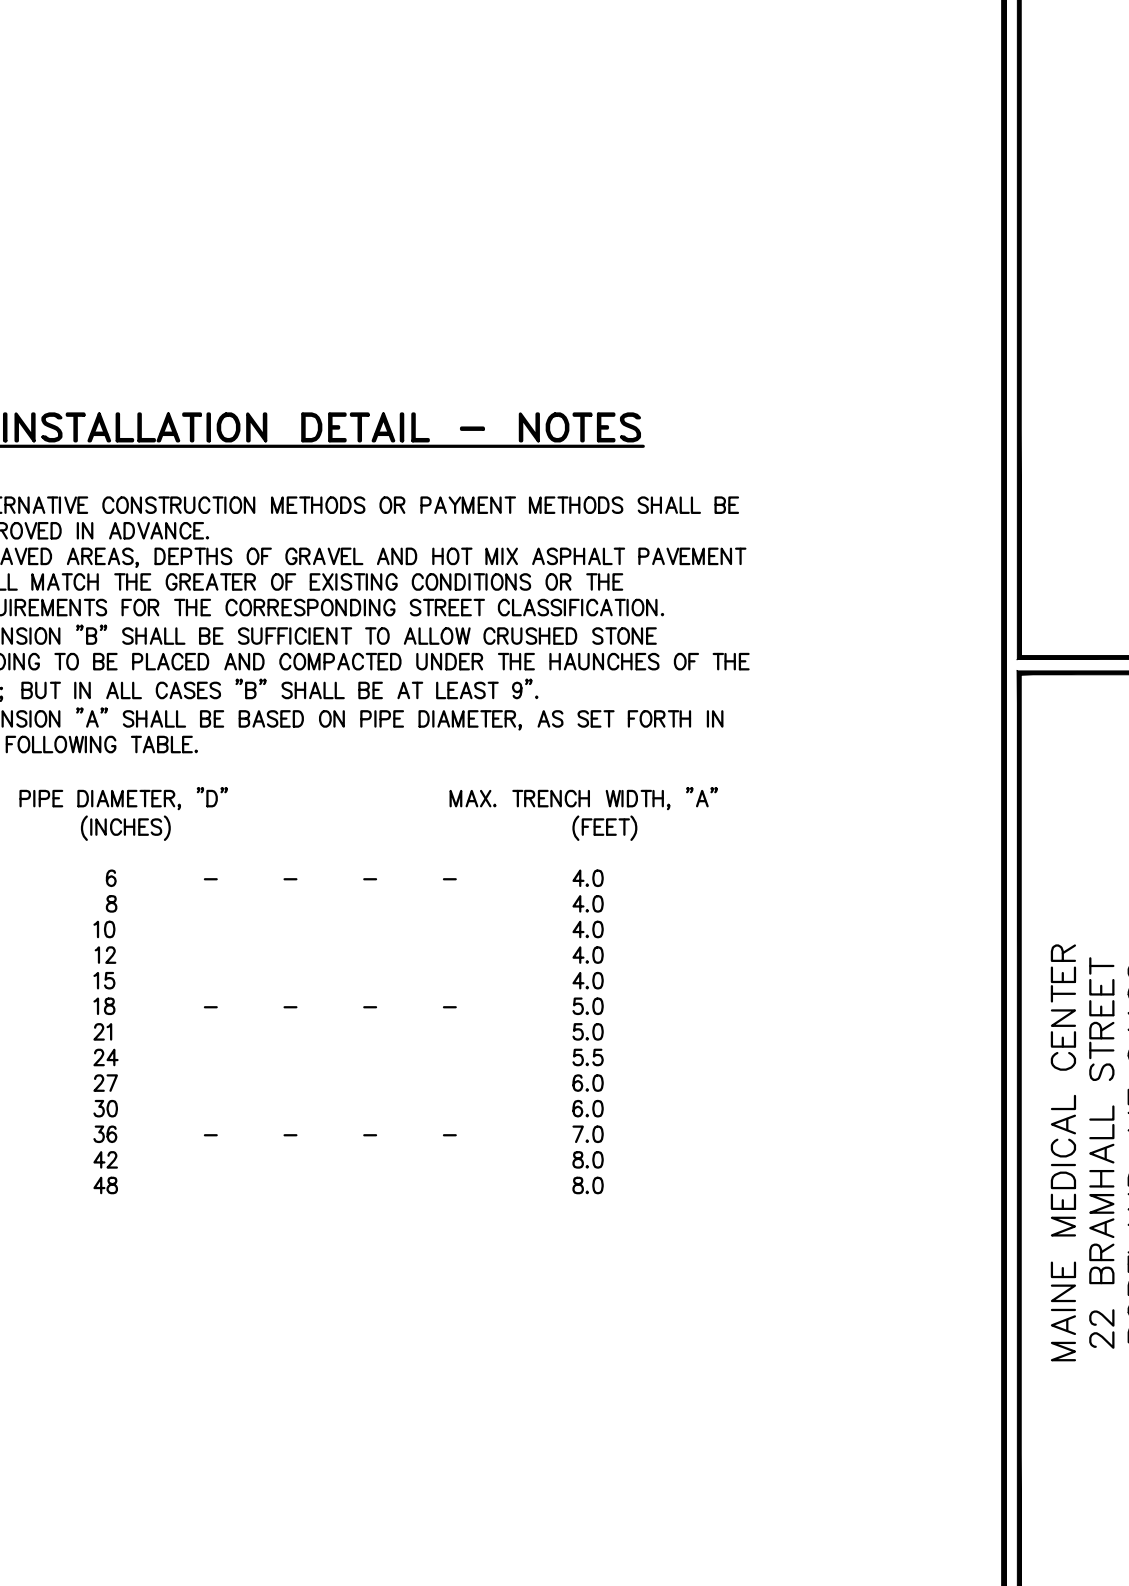 INSTALLATION DETAIL – NOTES
ERNATIVE CONSTRUCTION METHODS OR PAYMENT METHODS SHALL BE
ROVED IN ADVANCE.
AVED AREAS, DEPTHS OF GRAVEL AND HOT MIX ASPHALT PAVEMENT
LL MATCH THE GREATER OF EXISTING CONDITIONS OR THE
UIREMENTS FOR THE CORRESPONDING STREET CLASSIFICATION.
NSION "B" SHALL BE SUFFICIENT TO ALLOW CRUSHED STONE
DING TO BE PLACED AND COMPACTED UNDER THE HAUNCHES OF THE
; BUT IN ALL CASES "B" SHALL BE AT LEAST 9".
NSION "A" SHALL BE BASED ON PIPE DIAMETER, AS SET FORTH IN
FOLLOWING TABLE.
PIPE DIAMETER, "D" MAX. TRENCH WIDTH, "A"
(INCHES) (FEET)
6 – – – – 4.0
8 4.0
10 4.0
12 4.0
15 4.0
18 – – – – 5.0
21 5.0
24 5.5
27 6.0
30 6.0
36 – – – – 7.0
42 8.0
48 8.0
MAINE MEDICAL CENTER
22 BRAMHALL STREET